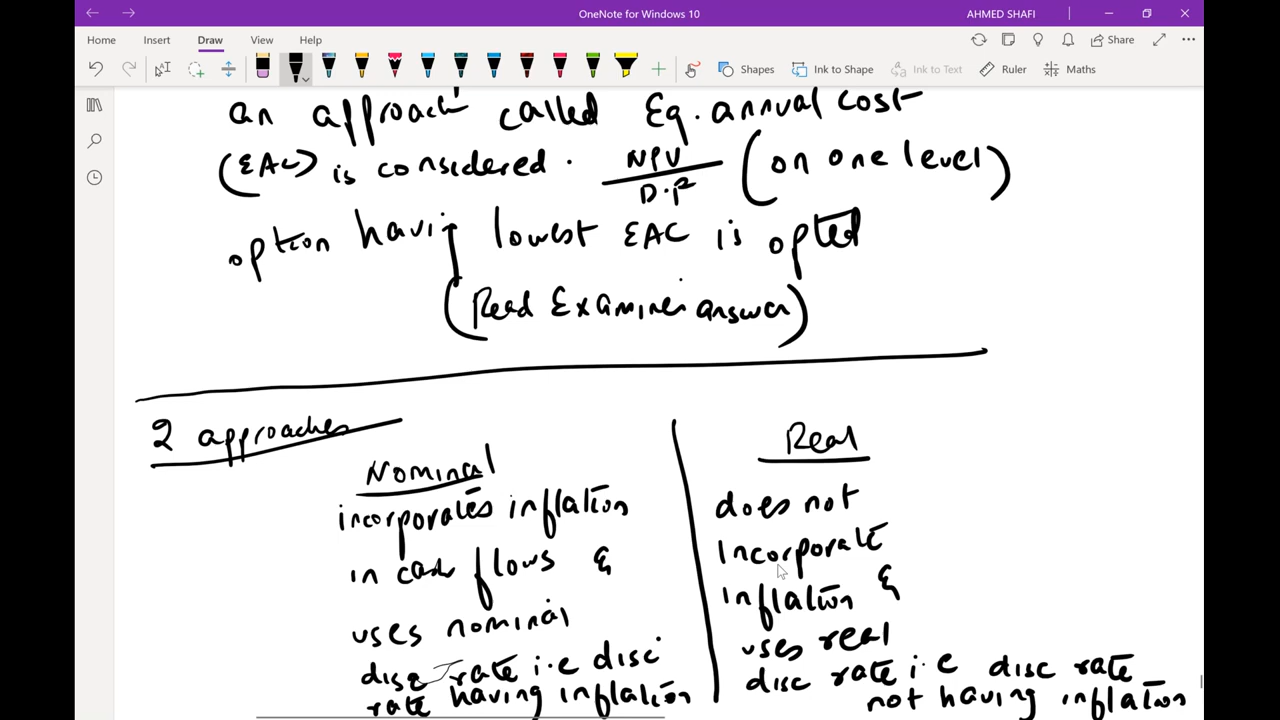 OneNote for Windows 10
AHMED SHAFI
Home Insert Draw View Help
Share
Shapes Ink to Shape Ink to Text Ruler Maths
an approach called Eq. annual cost
(EAC) is considered. NPV (on one level)
D.F
option having lowest EAC is opted
(Read Examiner answer)
2 approaches
Nominal
incorporates inflation
in cash flows &
uses nominal
disc rate i.e disc
rate having inflation
Real
does not
incorporate
inflation &
uses real
disc rate i.e disc rate
not having inflation